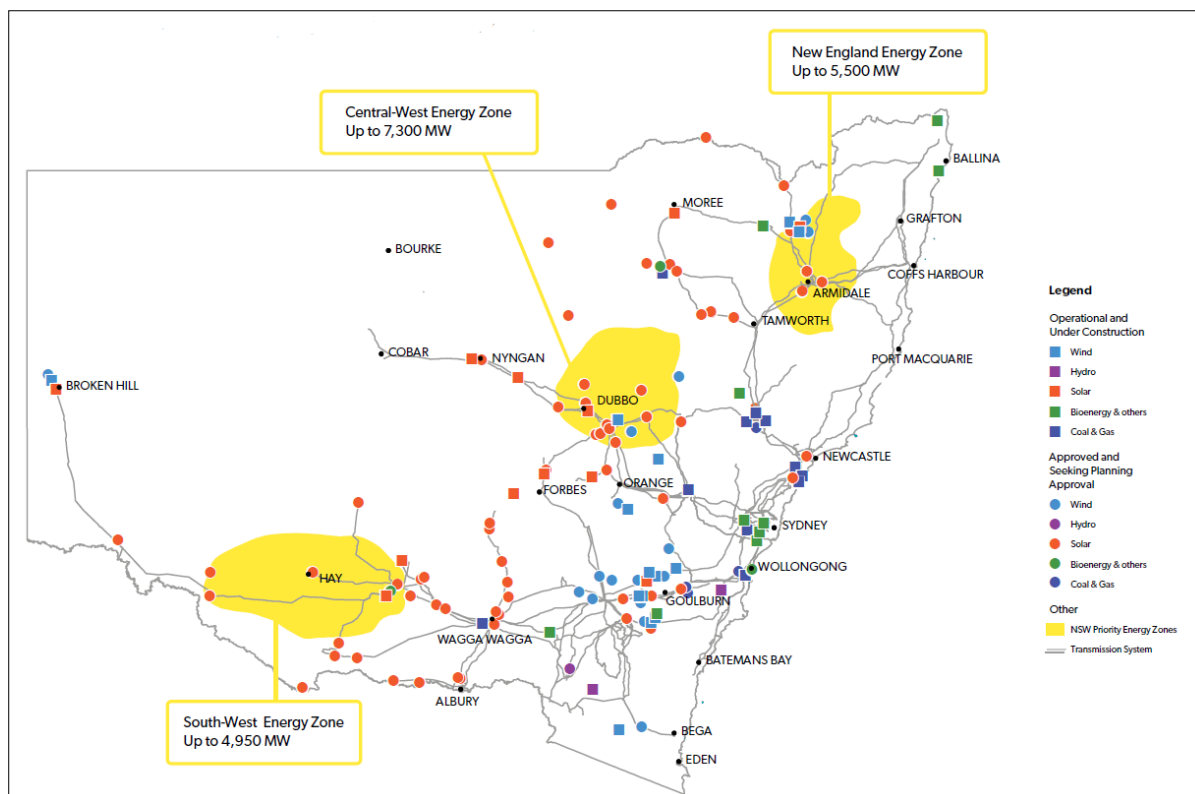 New England Energy Zone
Up to 5,500 MW
Central-West Energy Zone
Up to 7,300 MW
BALLINA
MOREE
GRAFTON
BOURKE
COFFS HARBOUR
ARMIDALE
TAMWORTH
COBAR
NYNGAN
PORT MACQUARIE
BROKEN HILL
DUBBO
NEWCASTLE
FORBES
ORANGE
SYDNEY
HAY
WOLLONGONG
GOULBURN
WAGGA WAGGA
BATEMANS BAY
ALBURY
South-West Energy Zone
Up to 4,950 MW
BEGA
EDEN
Legend
Operational and
Under Construction
Wind
Hydro
Solar
Bioenergy & others
Coal & Gas
Approved and
Seeking Planning
Approval
Wind
Hydro
Solar
Bioenergy & others
Coal & Gas
Other
NSW Priority Energy Zones
Transmission System